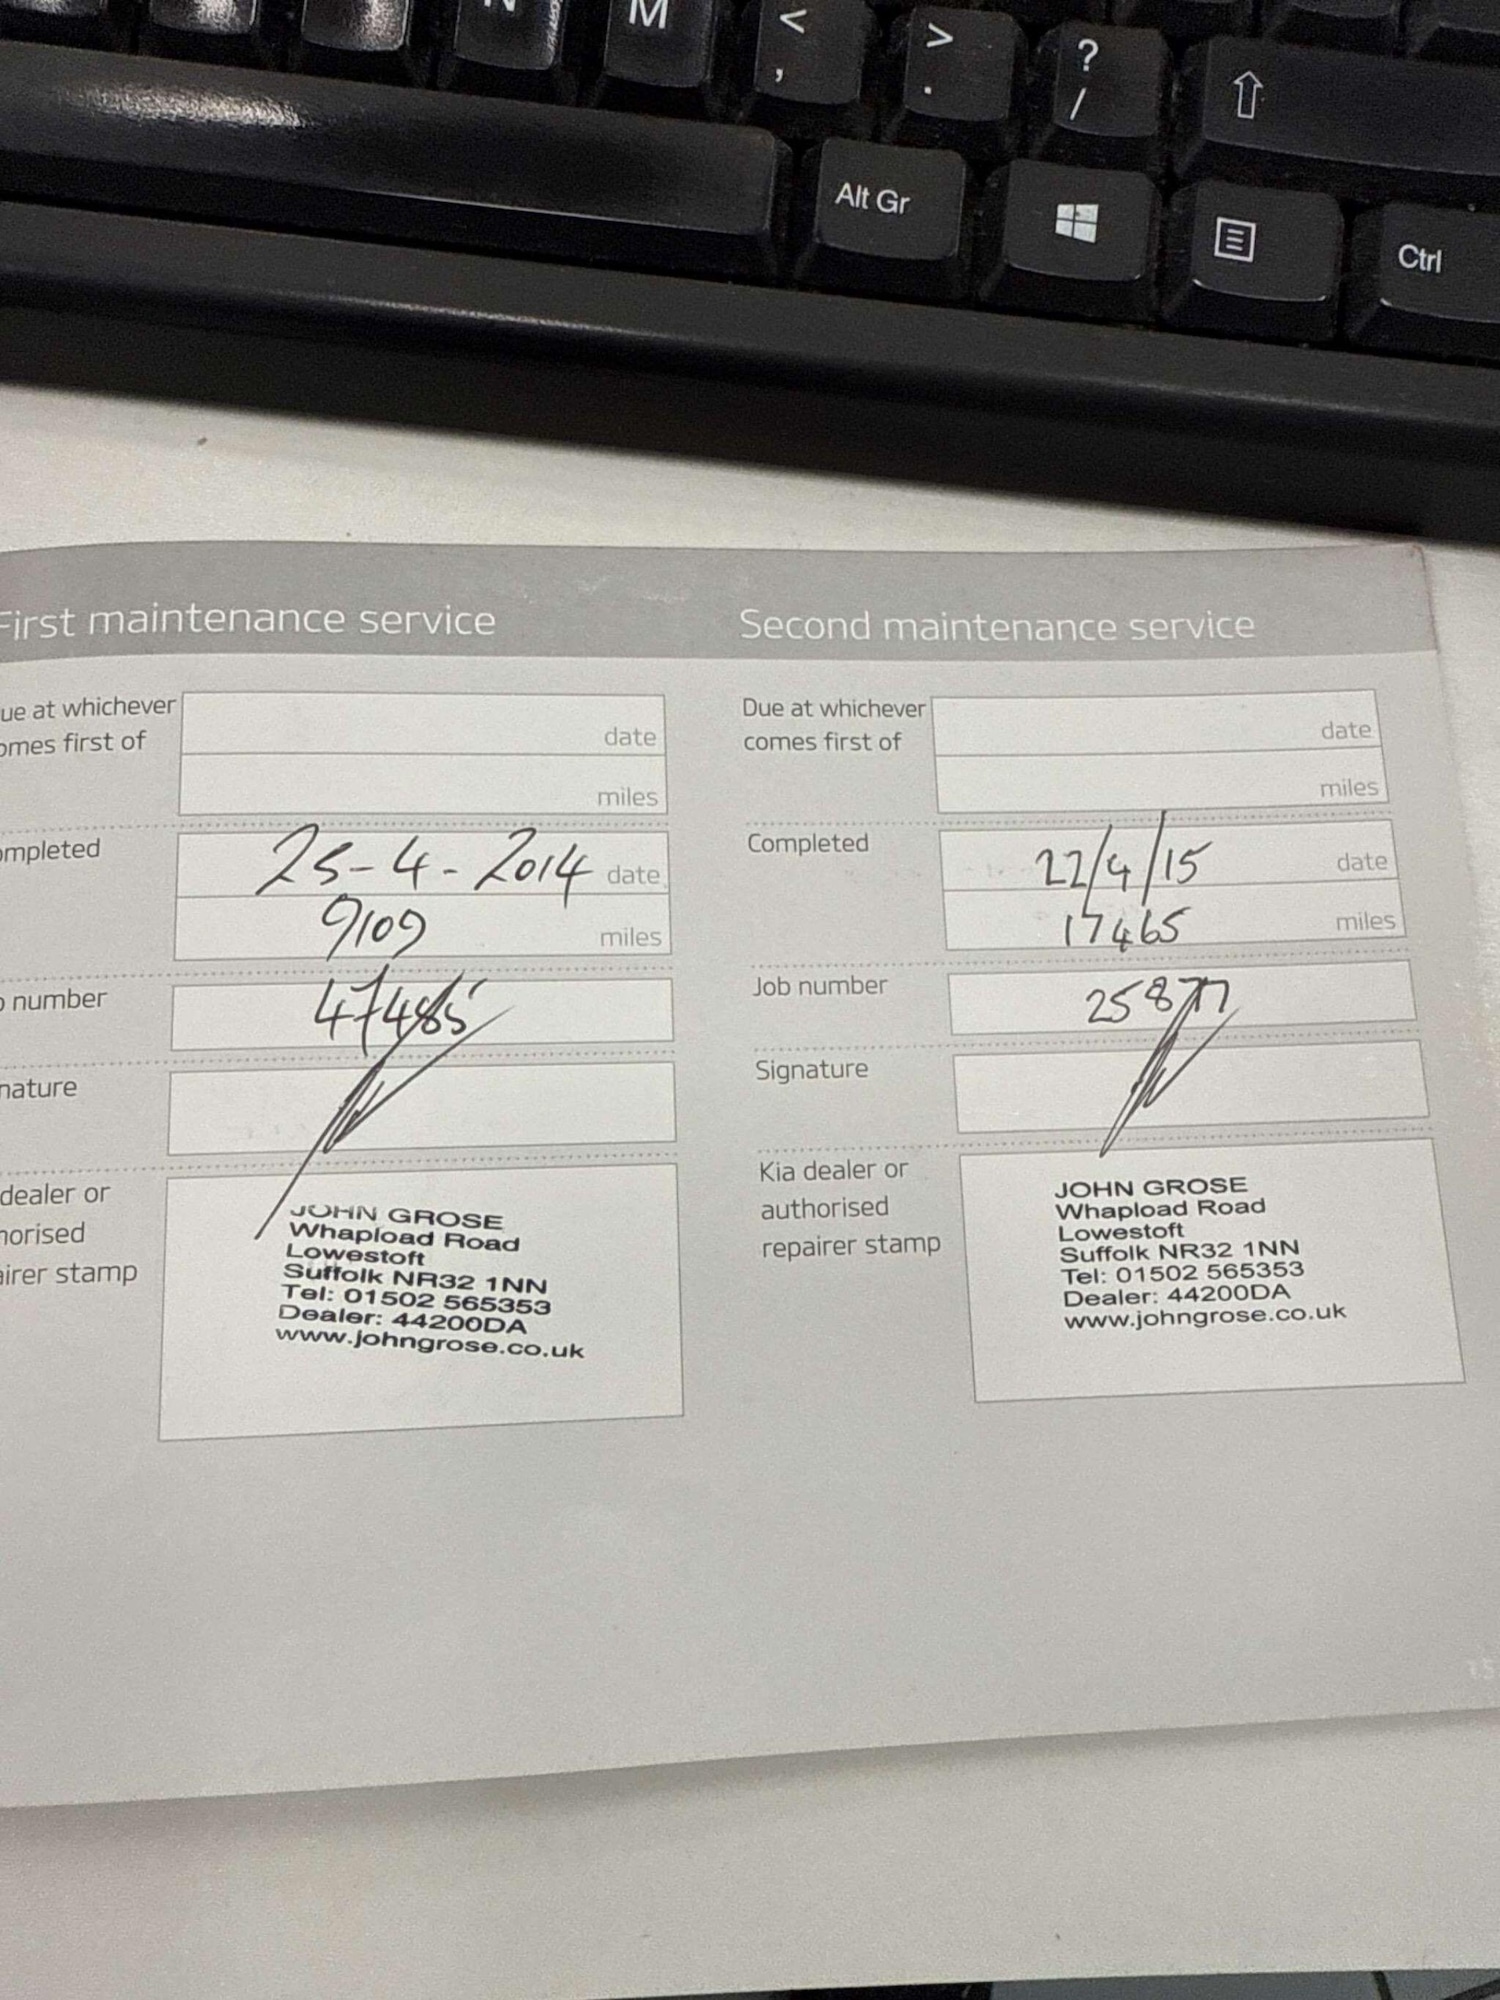 N
M
<
,
>
.
?
/
⇧
Alt Gr
Ctrl
First maintenance service
ue at whichever
omes first of
date
miles
ompleted
25-4-2014 date
9109 miles
number
47485
nature
dealer or
horised
airer stamp
JOHN GROSE
Whapload Road
Lowestoft
Suffolk NR32 1NN
Tel: 01502 565353
Dealer: 44200DA
www.johngrose.co.uk
Second maintenance service
Due at whichever
comes first of
date
miles
Completed
22/4/15 date
17465 miles
Job number
25877
Signature
Kia dealer or
authorised
repairer stamp
JOHN GROSE
Whapload Road
Lowestoft
Suffolk NR32 1NN
Tel: 01502 565353
Dealer: 44200DA
www.johngrose.co.uk